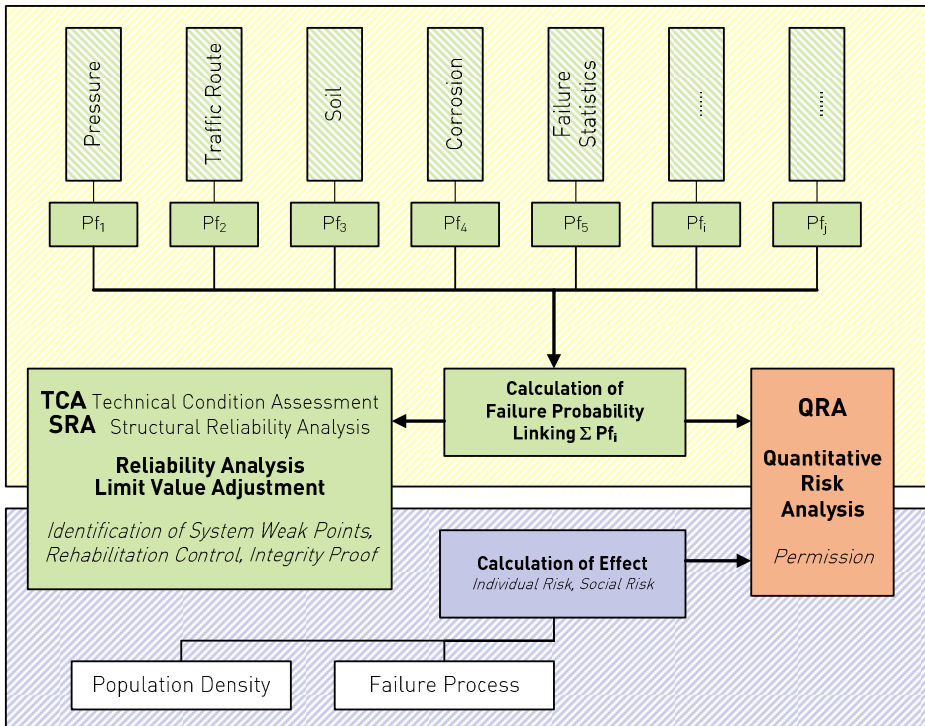 Pressure
Traffic Route
Soil
Corrosion
Failure
Statistics
......
......
Pf₁
Pf₂
Pf₃
Pf₄
Pf₅
Pfᵢ
Pfⱼ
TCA Technical Condition Assessment
SRA Structural Reliability Analysis
Reliability Analysis
Limit Value Adjustment
Identification of System Weak Points,
Rehabilitation Control, Integrity Proof
Calculation of
Failure Probability
Linking Σ Pfᵢ
QRA
Quantitative
Risk
Analysis
Permission
Calculation of Effect
Individual Risk, Social Risk
Population Density
Failure Process